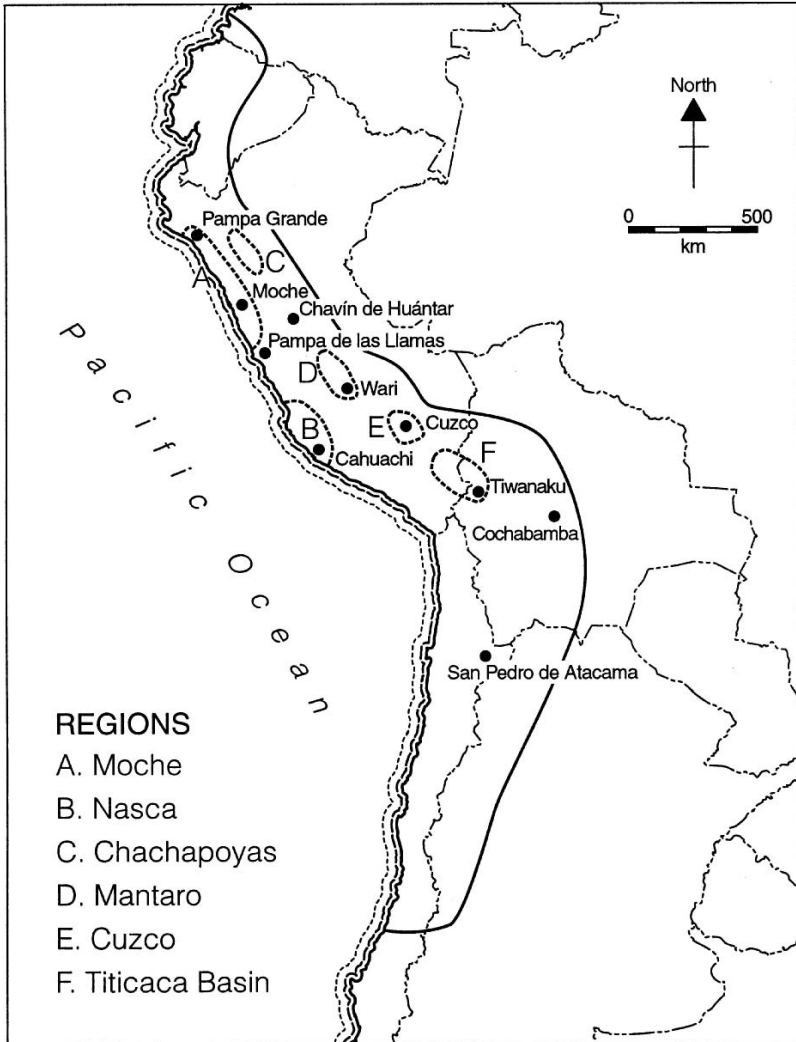 North
0 500
km
Pampa Grande
C
A
Moche
Chavín de Huántar
Pampa de las Llamas
D
Wari
E
Cuzco
B
Cahuachi
F
Tiwanaku
Cochabamba
San Pedro de Atacama
Pacific Ocean
REGIONS
A. Moche
B. Nasca
C. Chachapoyas
D. Mantaro
E. Cuzco
F. Titicaca Basin